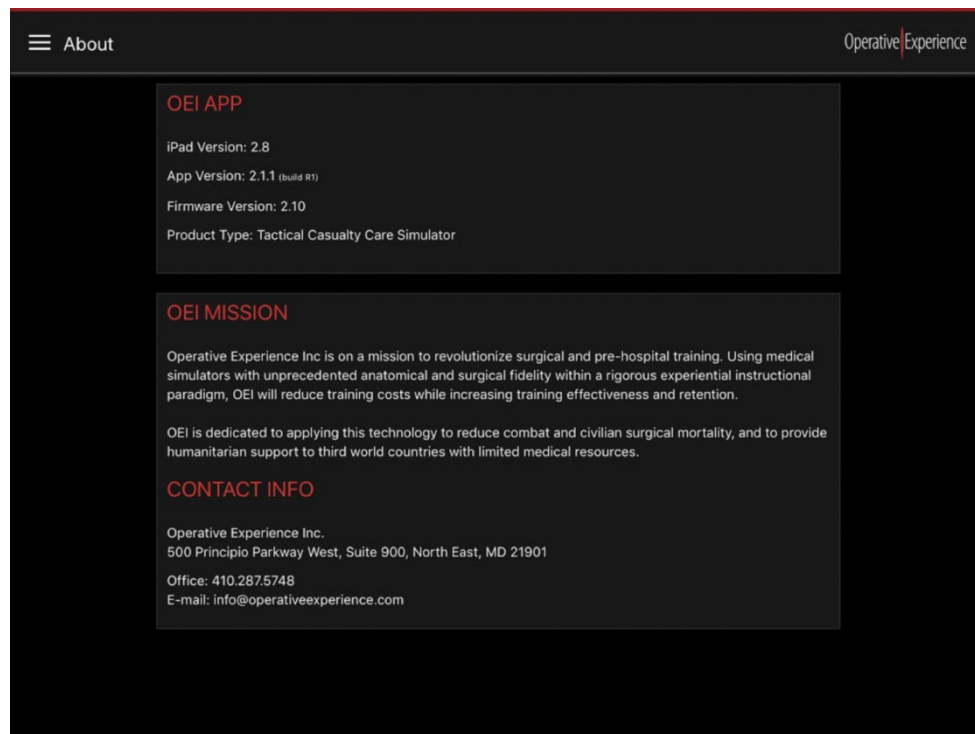 About
Operative Experience
OEI APP
iPad Version: 2.8
App Version: 2.1.1 (build R1)
Firmware Version: 2.10
Product Type: Tactical Casualty Care Simulator
OEI MISSION
Operative Experience Inc is on a mission to revolutionize surgical and pre-hospital training. Using medical
simulators with unprecedented anatomical and surgical fidelity within a rigorous experiential instructional
paradigm, OEI will reduce training costs while increasing training effectiveness and retention.
OEI is dedicated to applying this technology to reduce combat and civilian surgical mortality, and to provide
humanitarian support to third world countries with limited medical resources.
CONTACT INFO
Operative Experience Inc.
500 Principio Parkway West, Suite 900, North East, MD 21901
Office: 410.287.5748
E-mail: info@operativeexperience.com